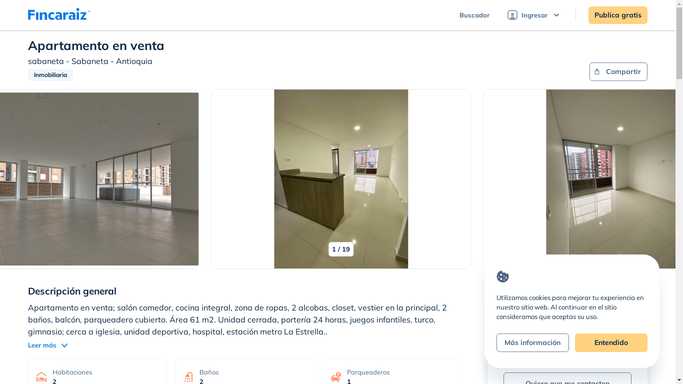 Fincaraiz
Buscador
Ingresar
Publica gratis
Apartamento en venta
sabaneta - Sabaneta - Antioquia
Inmobiliaria
Compartir
1 / 19
Descripción general
Apartamento en venta; salón comedor, cocina integral, zona de ropas, 2 alcobas, closet, vestier en la principal, 2
baños, balcón, parqueadero cubierto. Área 61 m2. Unidad cerrada, portería 24 horas, juegos infantiles, turco,
gimnasio; cerca a iglesia, unidad deportiva, hospital, estación metro La Estrella..
Leer más
Utilizamos cookies para mejorar tu experiencia en
nuestro sitio web. Al continuar en el sitio
consideramos que aceptas su uso.
Más información
Entendido
Habitaciones
2
Baños
2
Parqueaderos
1
Quiero que me contacten